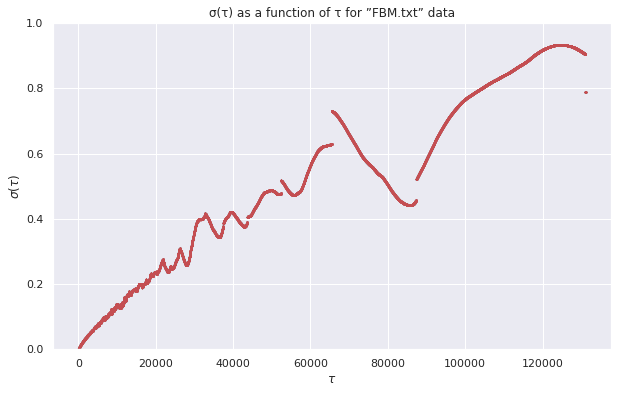 σ(τ) as a function of τ for ”FBM.txt” data
1.0
0.8
0.6
0.4
0.2
0.0
σ(τ)
0 20000 40000 60000 80000 100000 120000
τ